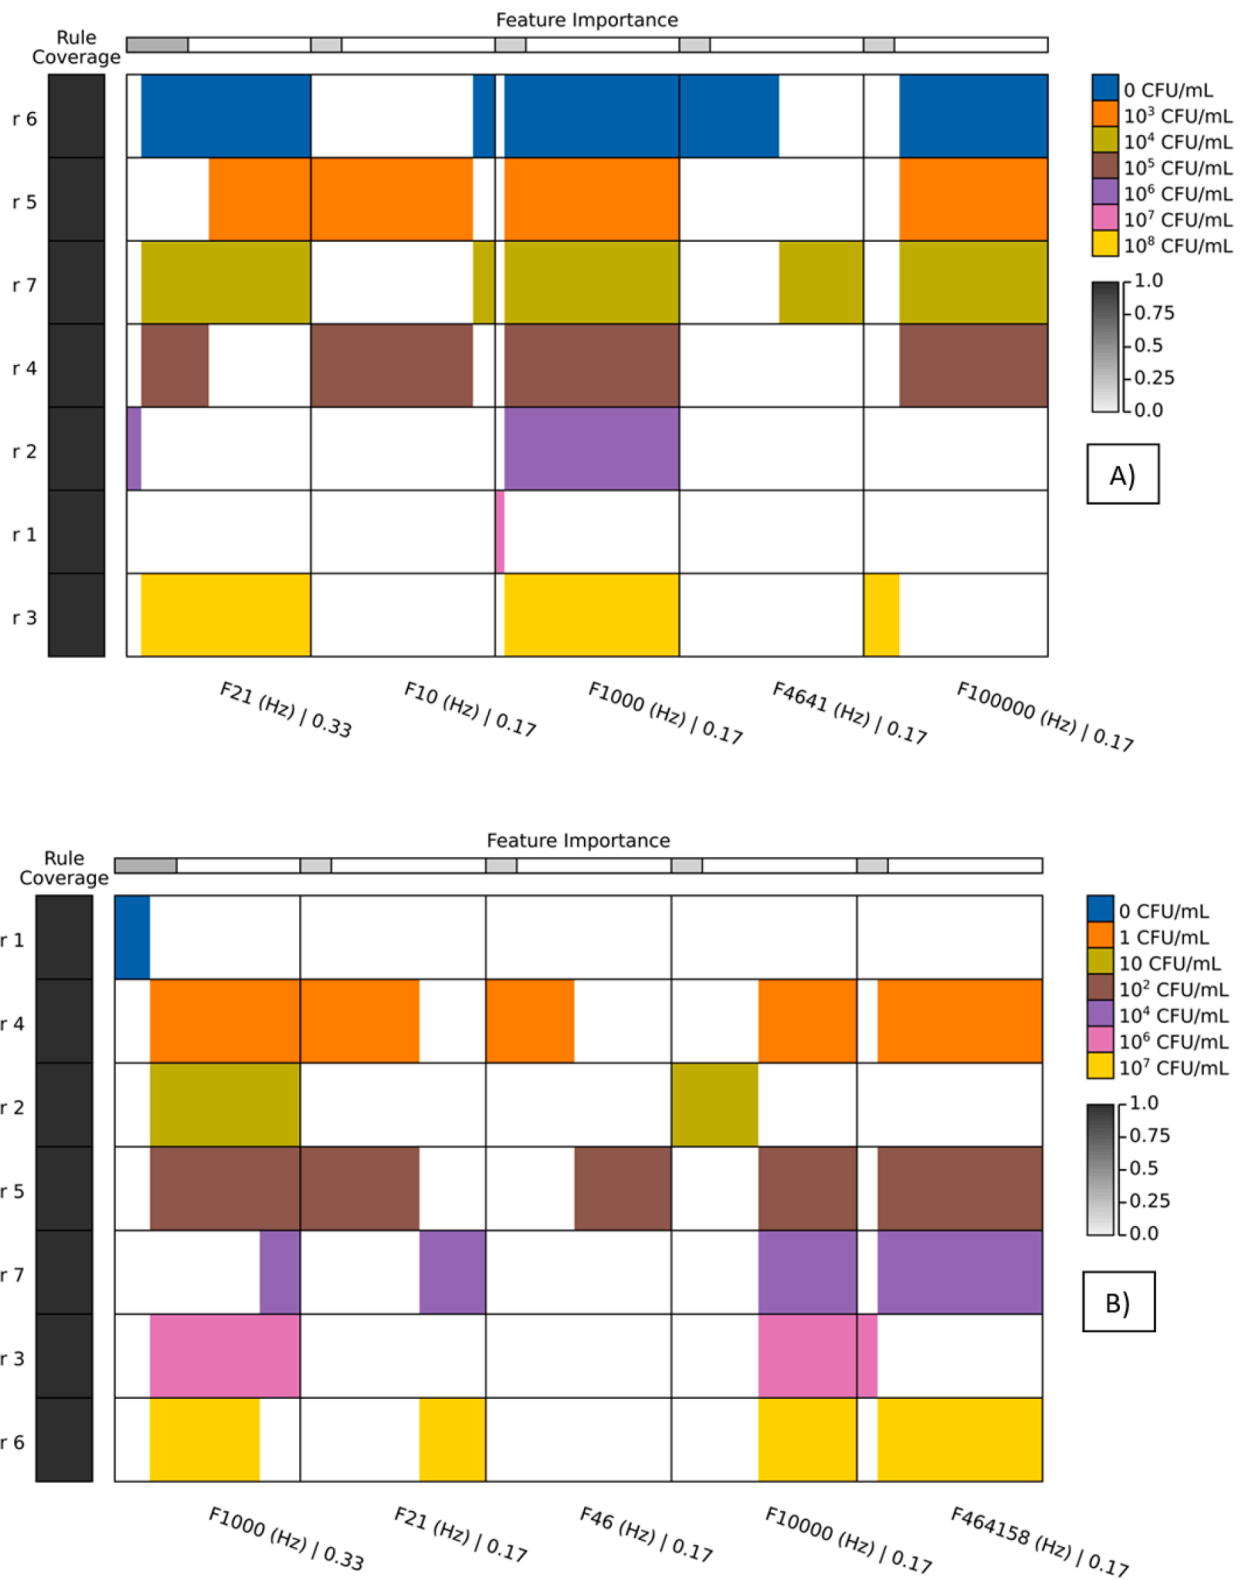 Feature Importance
Rule
Coverage
r 6
r 5
r 7
r 4
r 2
r 1
r 3
0 CFU/mL
10³ CFU/mL
10⁴ CFU/mL
10⁵ CFU/mL
10⁶ CFU/mL
10⁷ CFU/mL
10⁸ CFU/mL
1.0
0.75
0.5
0.25
0.0
A)
F21 (Hz) | 0.33
F10 (Hz) | 0.17
F1000 (Hz) | 0.17
F4641 (Hz) | 0.17
F100000 (Hz) | 0.17
Feature Importance
Rule
Coverage
r 1
r 4
r 2
r 5
r 7
r 3
r 6
0 CFU/mL
1 CFU/mL
10 CFU/mL
10² CFU/mL
10⁴ CFU/mL
10⁶ CFU/mL
10⁷ CFU/mL
1.0
0.75
0.5
0.25
0.0
B)
F1000 (Hz) | 0.33
F21 (Hz) | 0.17
F46 (Hz) | 0.17
F10000 (Hz) | 0.17
F464158 (Hz) | 0.17